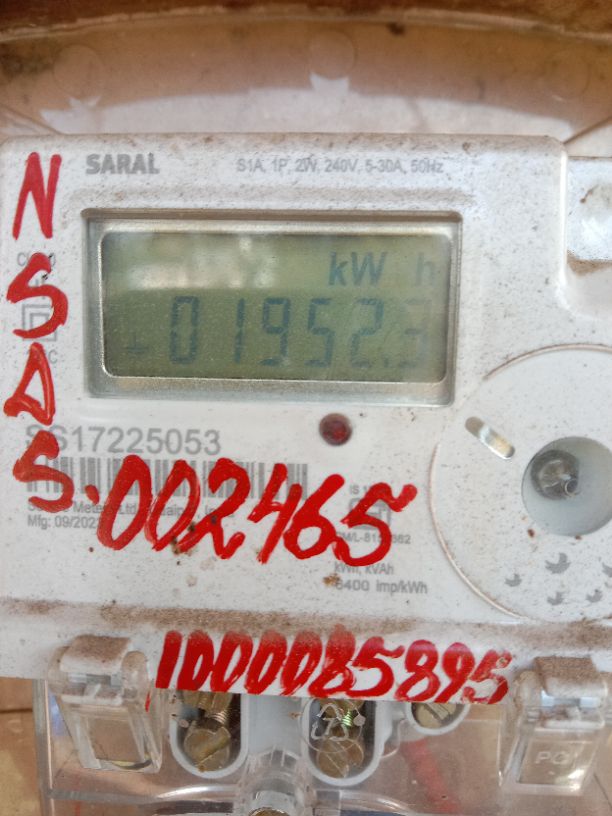 SARAL
S1A, 1P, 2W, 240V, 5-30A, 50Hz
kW h
-01952.3
N
S
A
S.002465
SS17225053
Mfg: 09/202
kWh, kVAh
6400 imp/kWh
1000085895
PC